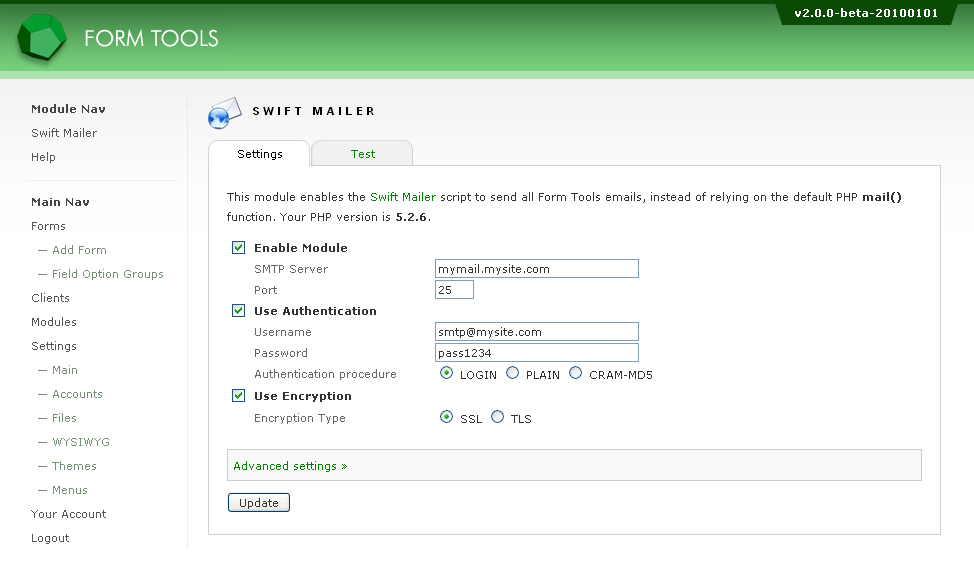 v2.0.0-beta-20100101
FORM TOOLS
Module Nav
Swift Mailer
Help
Main Nav
Forms
— Add Form
— Field Option Groups
Clients
Modules
Settings
— Main
— Accounts
— Files
— WYSIWYG
— Themes
— Menus
Your Account
Logout
SWIFT MAILER
Settings Test
This module enables the Swift Mailer script to send all Form Tools emails, instead of relying on the default PHP mail()
function. Your PHP version is 5.2.6.
Enable Module
SMTP Server mymail.mysite.com
Port 25
Use Authentication
Username smtp@mysite.com
Password pass1234
Authentication procedure LOGIN PLAIN CRAM-MD5
Use Encryption
Encryption Type SSL TLS
Advanced settings »
Update